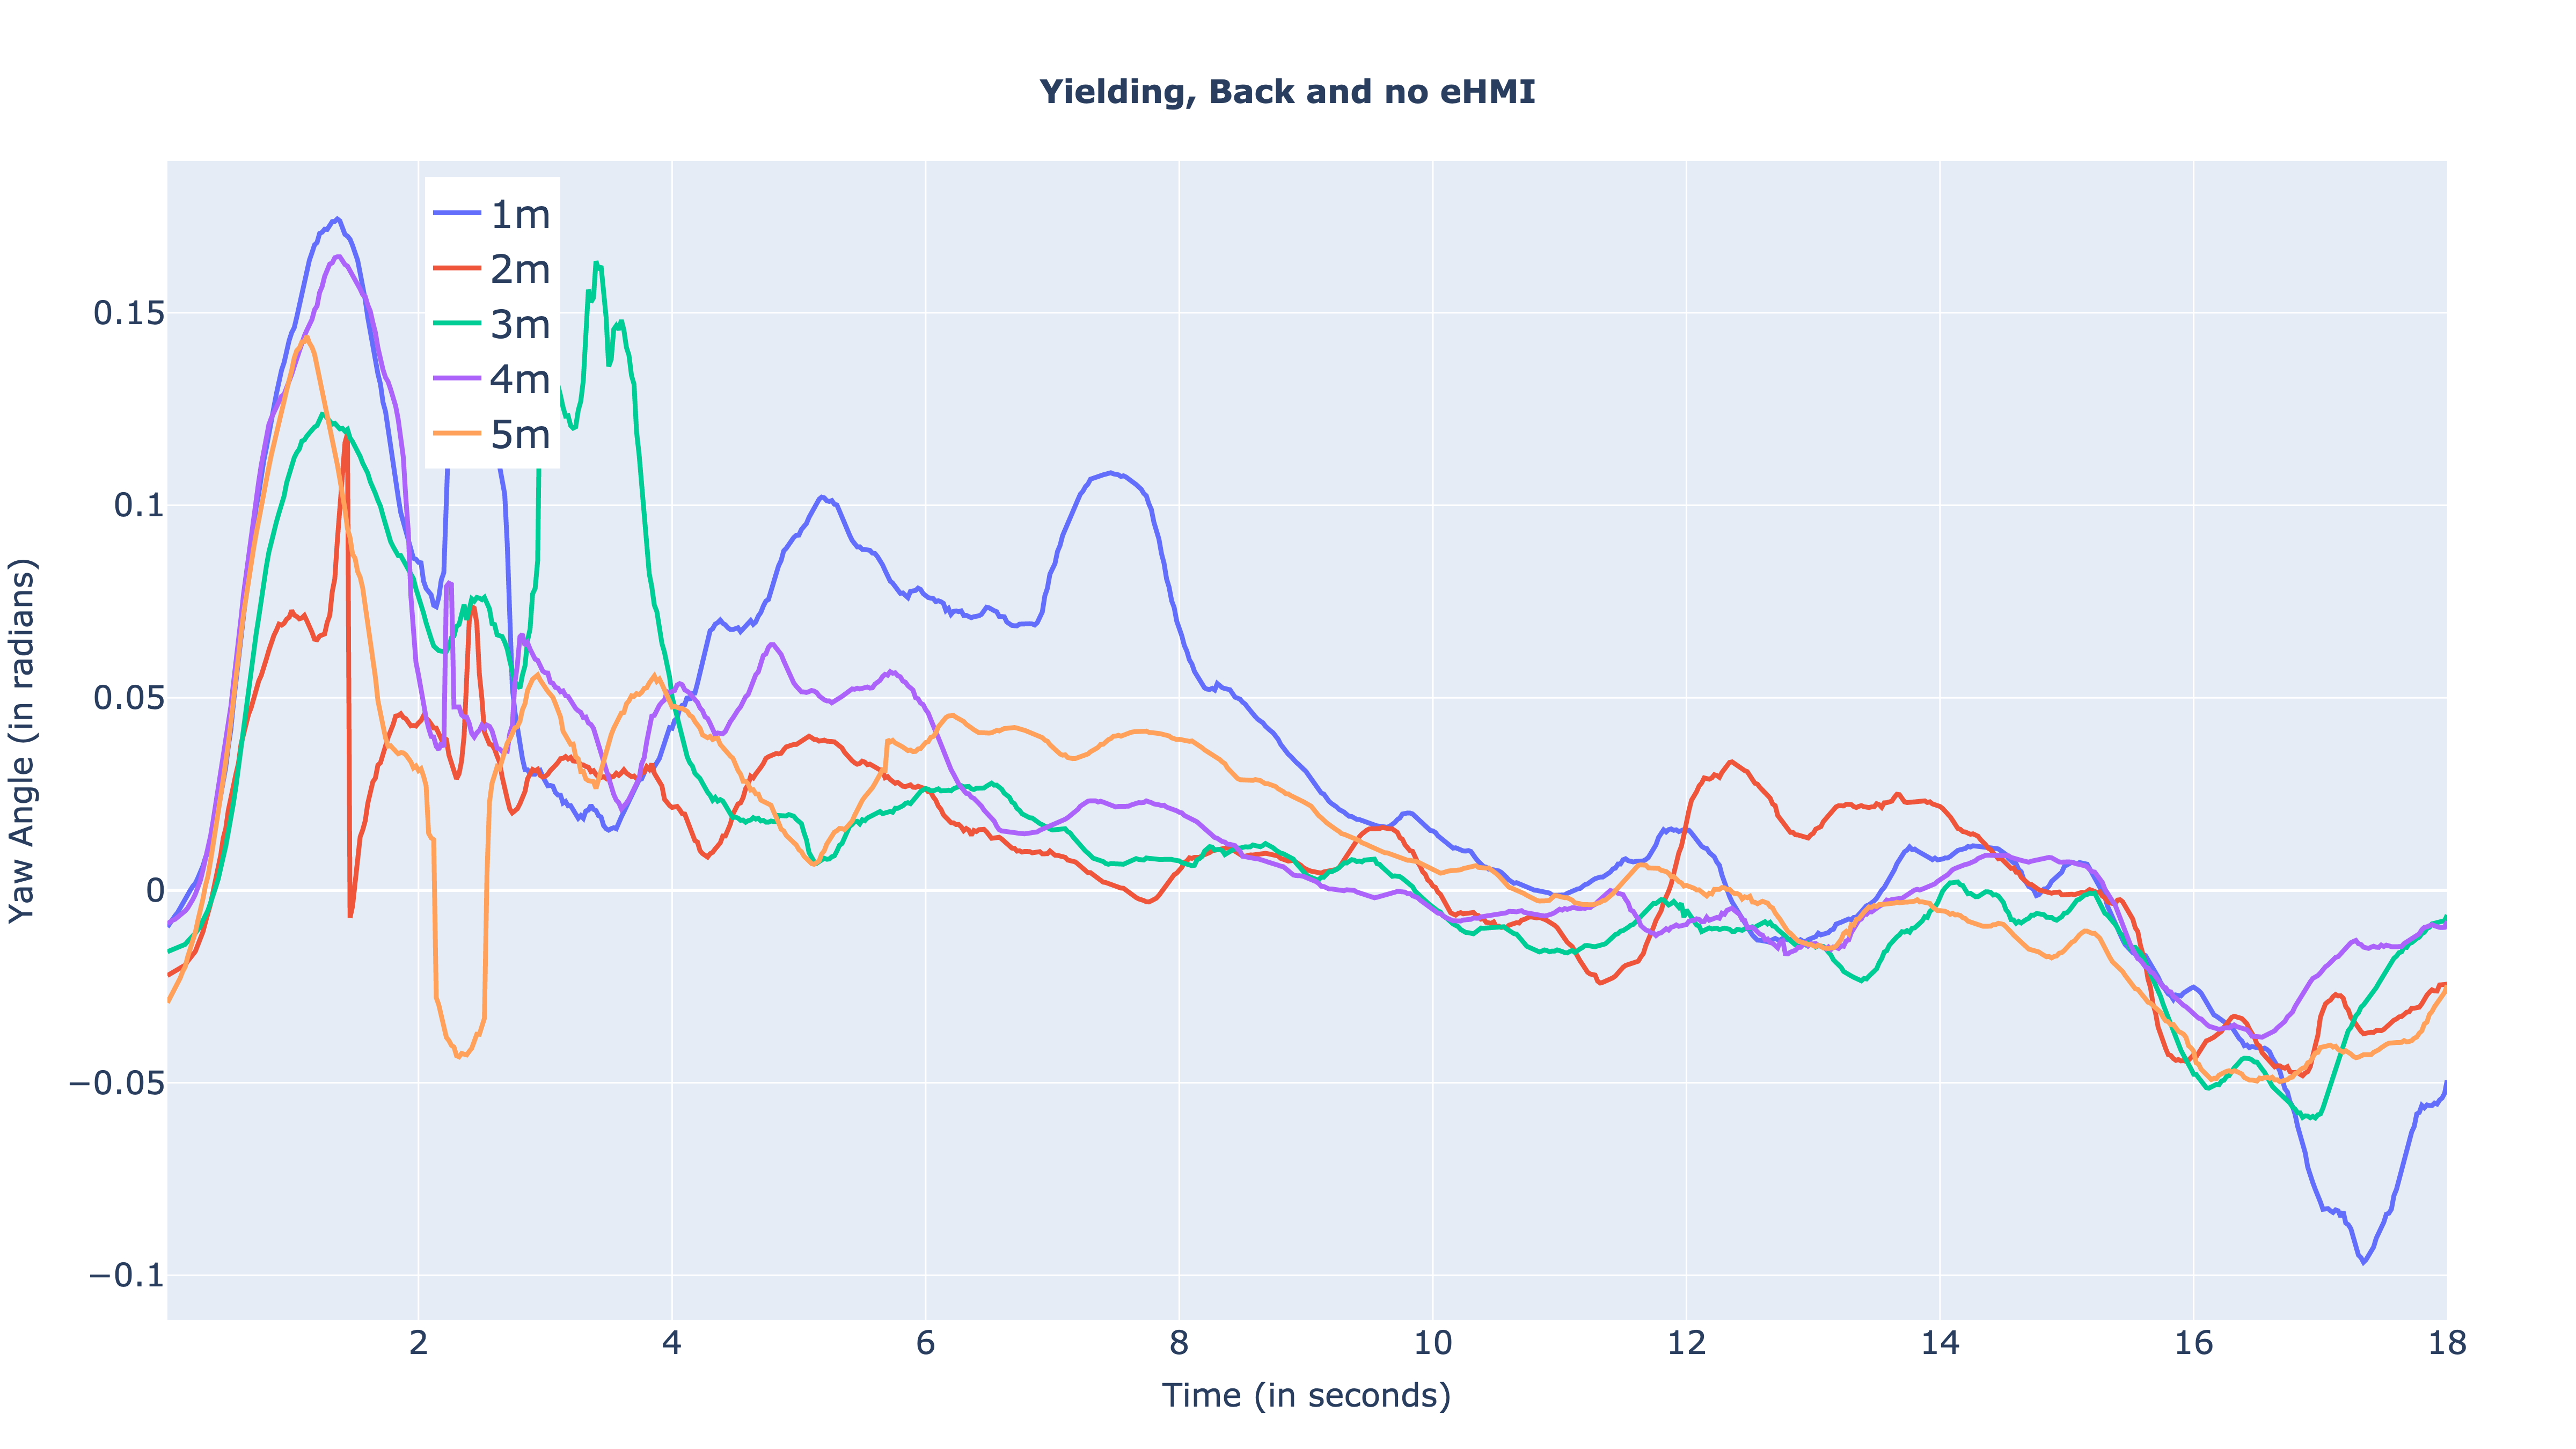 Yielding, Back and no eHMI
1m
2m
3m
4m
5m
Yaw Angle (in radians)
0.15
0.1
0.05
0
−0.05
−0.1
2 4 6 8 10 12 14 16 18
Time (in seconds)